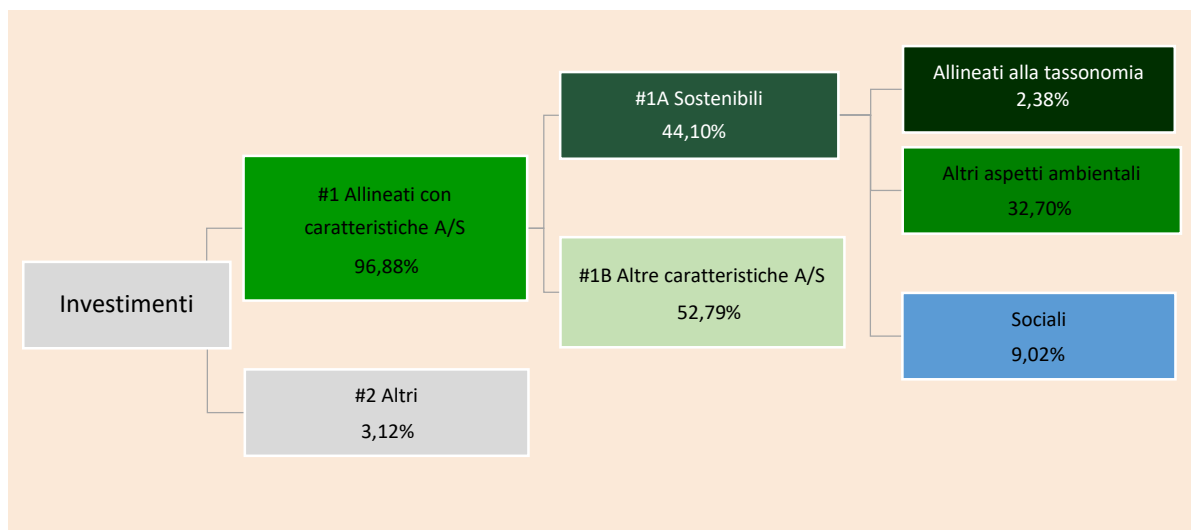 Investimenti
#1 Allineati con
caratteristiche A/S
96,88%
#2 Altri
3,12%
#1A Sostenibili
44,10%
#1B Altre caratteristiche A/S
52,79%
Allineati alla tassonomia
2,38%
Altri aspetti ambientali
32,70%
Sociali
9,02%